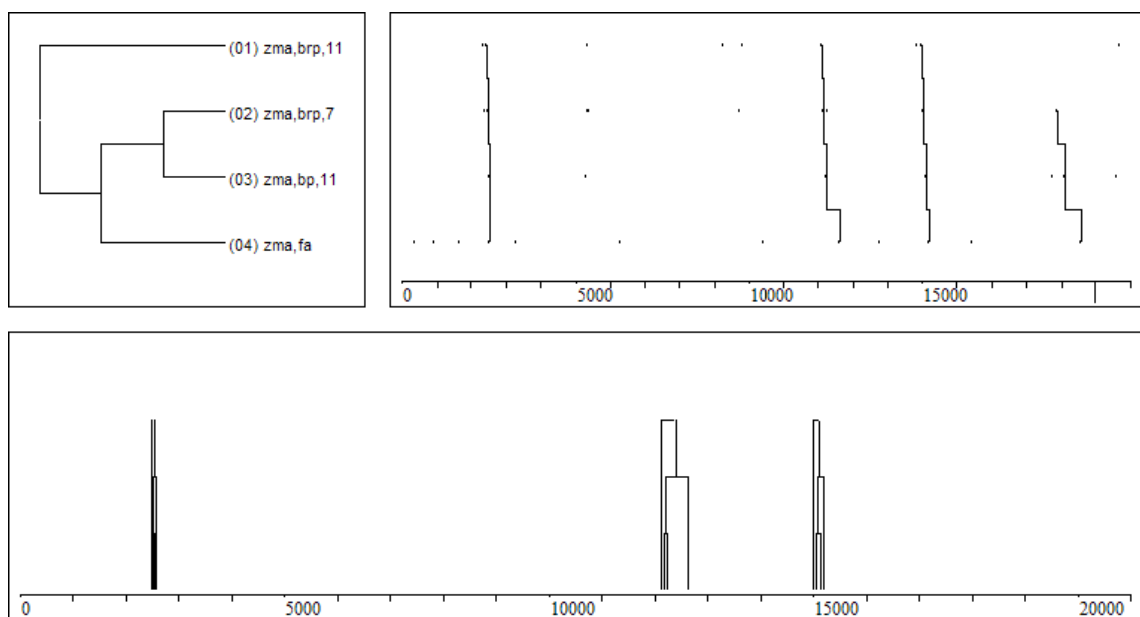 (01) zma,brp,11
(02) zma,brp,7
(03) zma,bp,11
(04) zma,fa
0 5000 10000 15000
0 5000 10000 15000 20000